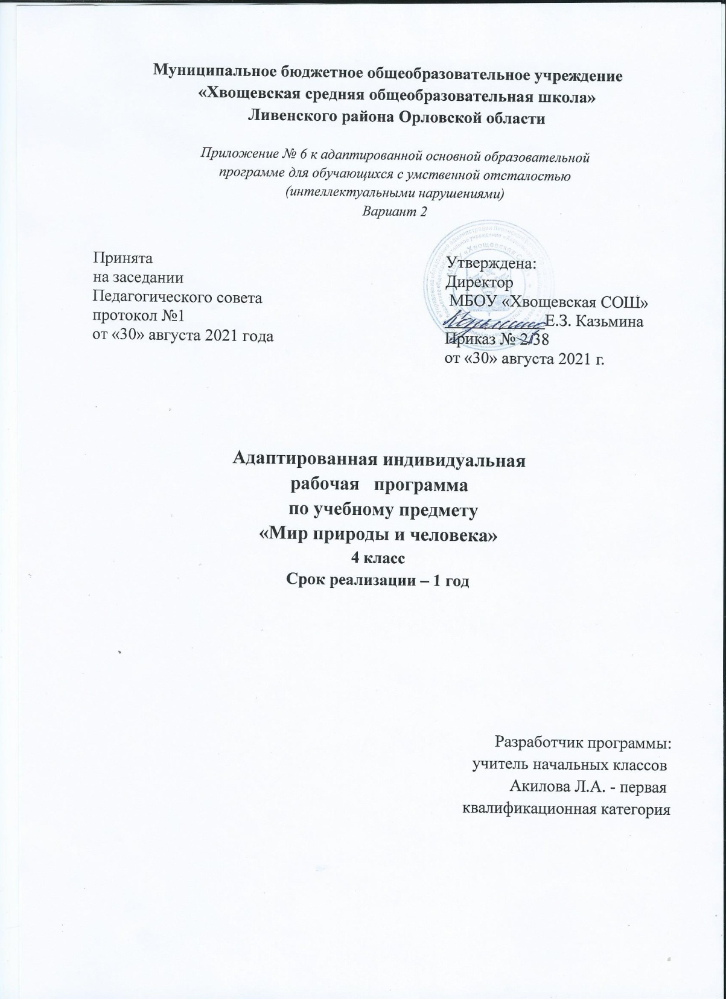 Муниципальное бюджетное общеобразовательное учреждение
«Хвощевская средняя общеобразовательная школа»
Ливенского района Орловской области
Приложение № 6 к адаптированной основной образовательной
программе для обучающихся с умственной отсталостью
(интеллектуальными нарушениями)
Вариант 2
Принята
на заседании
Педагогического совета
протокол №1
от «30» августа 2021 года
Утверждена:
Директор
МБОУ «Хвощевская СОШ»
Е.З. Казьмина
Приказ № 2/38
от «30» августа 2021 г.
Адаптированная индивидуальная
рабочая программа
по учебному предмету
«Мир природы и человека»
4 класс
Срок реализации – 1 год
Разработчик программы:
учитель начальных классов
Акилова Л.А. - первая
квалификационная категория